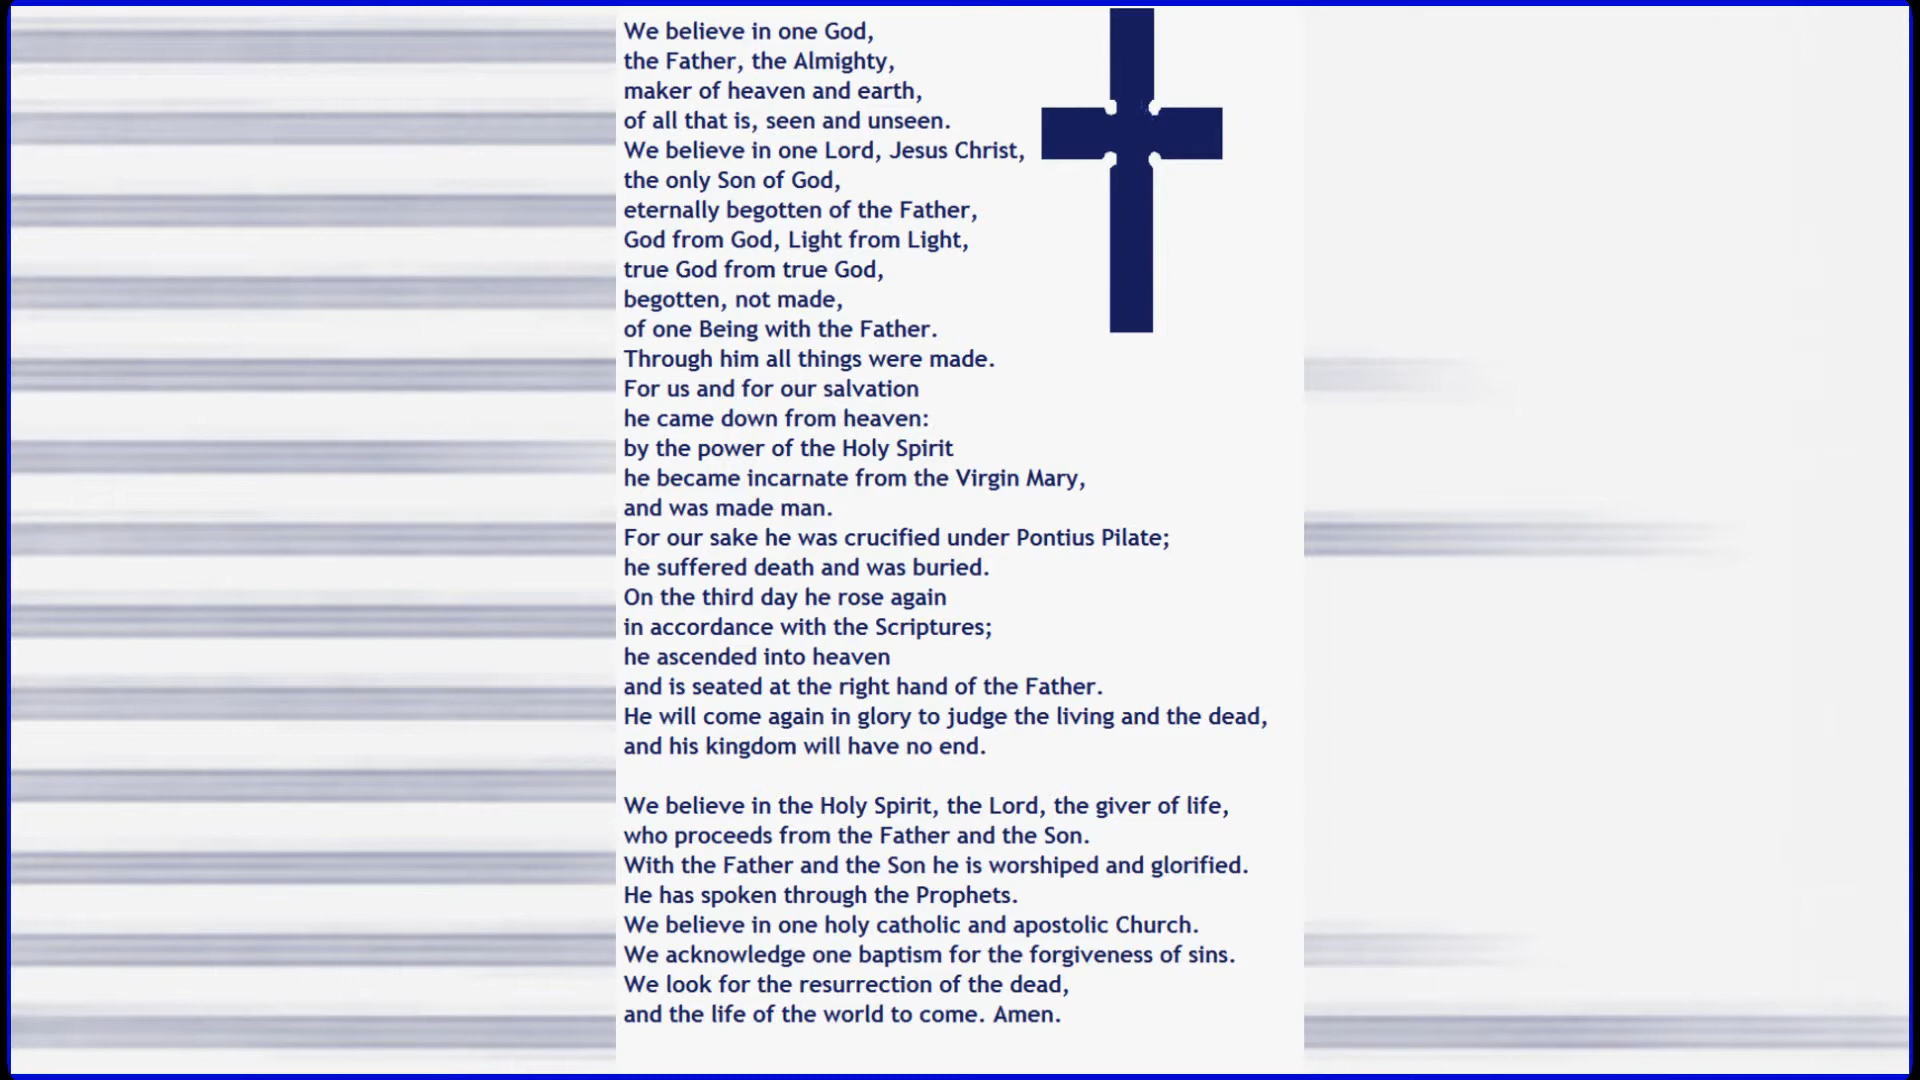 We believe in one God,
the Father, the Almighty,
maker of heaven and earth,
of all that is, seen and unseen.
We believe in one Lord, Jesus Christ,
the only Son of God,
eternally begotten of the Father,
God from God, Light from Light,
true God from true God,
begotten, not made,
of one Being with the Father.
Through him all things were made.
For us and for our salvation
he came down from heaven:
by the power of the Holy Spirit
he became incarnate from the Virgin Mary,
and was made man.
For our sake he was crucified under Pontius Pilate;
he suffered death and was buried.
On the third day he rose again
in accordance with the Scriptures;
he ascended into heaven
and is seated at the right hand of the Father.
He will come again in glory to judge the living and the dead,
and his kingdom will have no end.
We believe in the Holy Spirit, the Lord, the giver of life,
who proceeds from the Father and the Son.
With the Father and the Son he is worshiped and glorified.
He has spoken through the Prophets.
We believe in one holy catholic and apostolic Church.
We acknowledge one baptism for the forgiveness of sins.
We look for the resurrection of the dead,
and the life of the world to come. Amen.